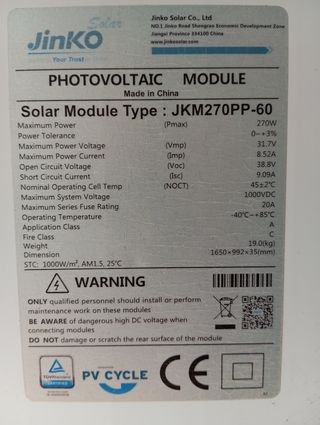 Solar
JinKO
Your Trust
Jinko Solar Co., Ltd
NO.1 Jinko Road Shangrao Economic Development Zone
Jiangxi Province 334100 China
www.jinkosolar.com
PHOTOVOLTAIC MODULE
Made in China
Solar Module Type : JKM270PP-60
Maximum Power (Pmax) 270W
Power Tolerance 0~+3%
Maximum Power Voltage (Vmp) 31.7V
Maximum Power Current (Imp) 8.52A
Open Circuit Voltage (Voc) 38.8V
Short Circuit Current (Isc) 9.09A
Nominal Operating Cell Temp (NOCT) 45±2℃
Maximum System Voltage 1000VDC
Maximum Series Fuse Rating 20A
Operating Temperature -40℃~+85℃
Application Class A
Fire Class C
Weight 19.0(kg)
Dimension 1650×992×35(mm)
STC: 1000W/m², AM1.5, 25℃
WARNING
ONLY qualified personnel should install or perform
maintenance work on these modules
BE AWARE of dangerous high DC voltage when
connecting modules
DO NOT damage or scratch the rear surface of the module
PV CYCLE
CE